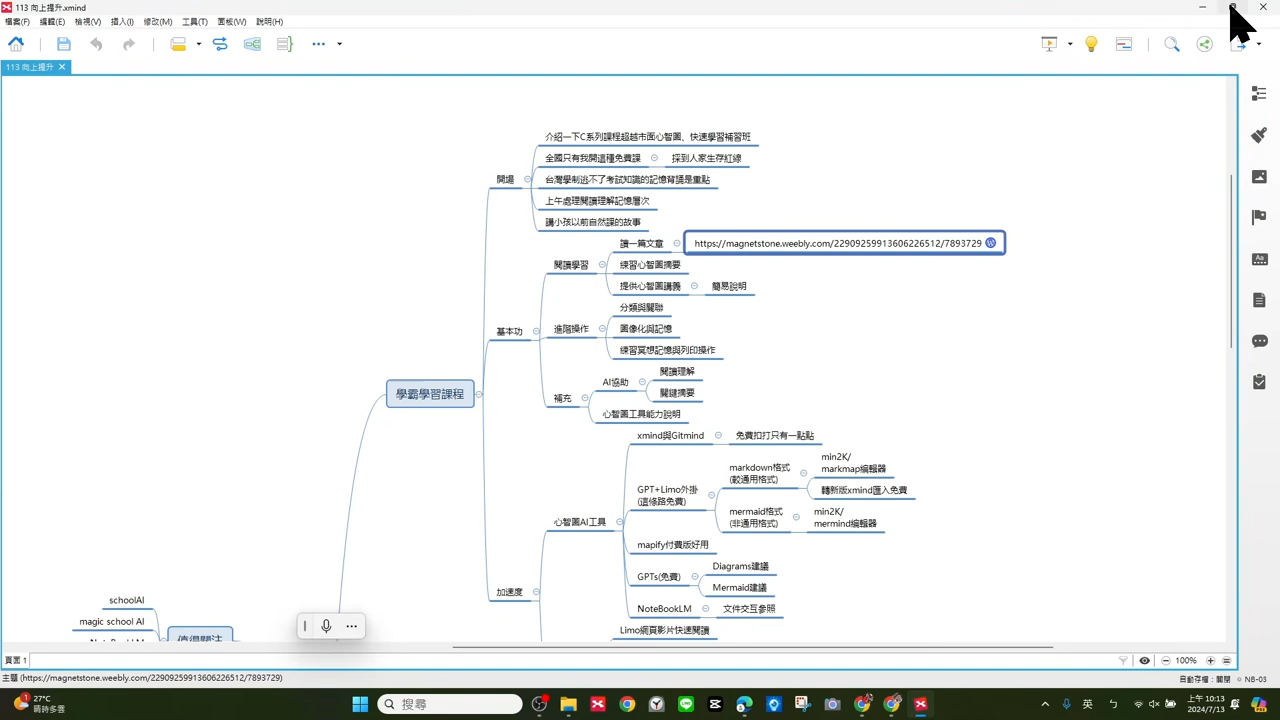 113 向上提升.xmind
檔案(F) 編輯(E) 檢視(V) 插入(I) 修改(M) 工具(T) 面板(W) 說明(H)
113 向上提升
介紹一下C系列課程超越市面心智圖、快速學習補習班
全國只有我開這種免費課
採到人家生存紅線
開場
台灣學制逃不了考試知識的記憶背誦是重點
上午處理閱讀理解記憶層次
講小孩以前自然課的故事
讀一篇文章
https://magnetstone.weebly.com/22909259913606226512/7893729
閱讀學習
練習心智圖摘要
提供心智圖講義
簡易說明
分類與關聯
基本功
進階操作
圖像化與記憶
練習冥想記憶與列印操作
AI協助
閱讀理解
關鍵摘要
補充
心智圖工具能力說明
學霸學習課程
xmind與Gitmind
免費扣打只有一點點
markdown格式
(較通用格式)
min2K/
markmap編輯器
轉新版xmind匯入免費
GPT+Limo外掛
(這條路免費)
mermaid格式
(非通用格式)
min2K/
mermind編輯器
心智圖AI工具
mapify付費版好用
GPTs(免費)
Diagrams建議
Mermaid建議
加速度
NoteBookLM
文件交互參照
Limo網頁影片快速閱讀
schoolAI
magic school AI
NoteBookLM
值得關注
頁面 1
100%
主題 (https://magnetstone.weebly.com/22909259913606226512/7893729)
自動存檔：關閉
NB-03
27°C
晴時多雲
搜尋
英
上午 10:13
2024/7/13